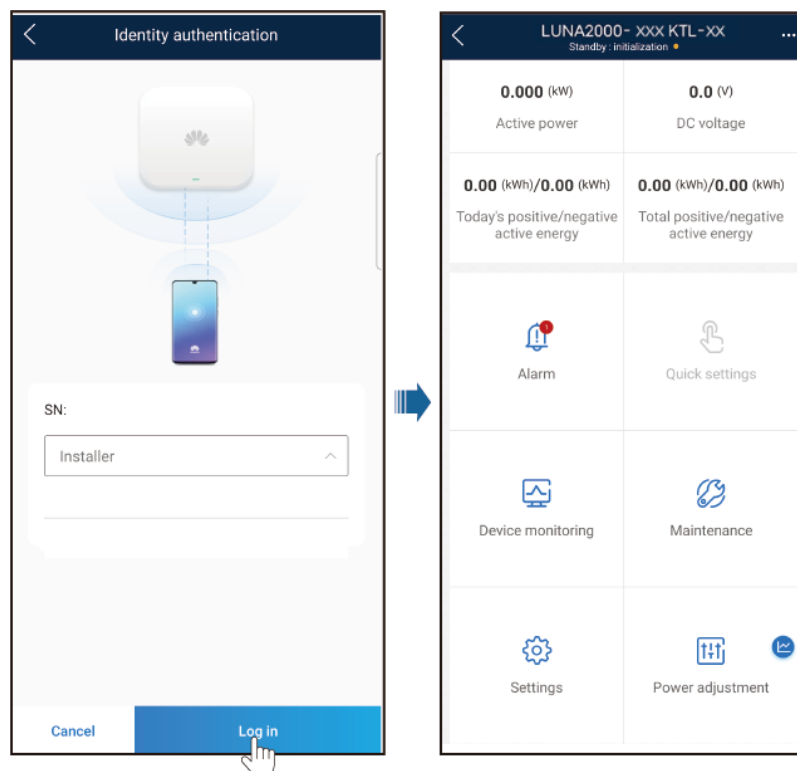 Identity authentication
SN:
Installer
Cancel
Log in
LUNA2000- XXX KTL-XX
Standby : initialization
0.000 (kW)
Active power
0.0 (V)
DC voltage
0.00 (kWh)/0.00 (kWh)
Today's positive/negative
active energy
0.00 (kWh)/0.00 (kWh)
Total positive/negative
active energy
Alarm
Quick settings
Device monitoring
Maintenance
Settings
Power adjustment